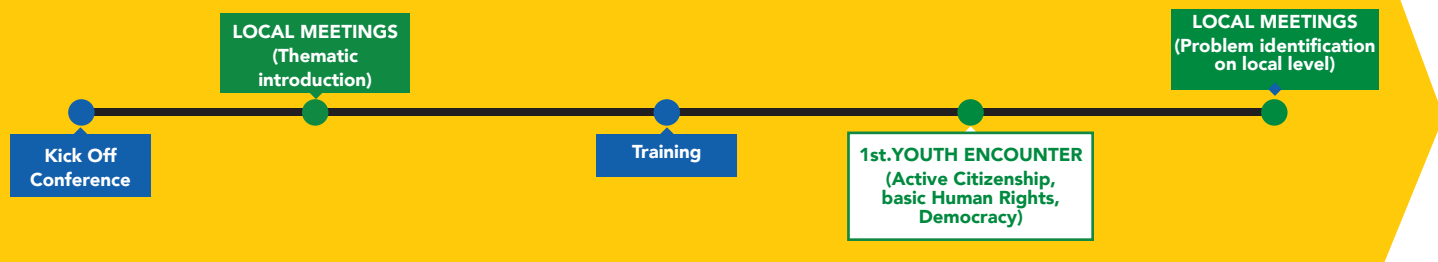 LOCAL MEETINGS
(Thematic
introduction)
LOCAL MEETINGS
(Problem identification
on local level)
Kick Off
Conference
Training
1st.YOUTH ENCOUNTER
(Active Citizenship,
basic Human Rights,
Democracy)